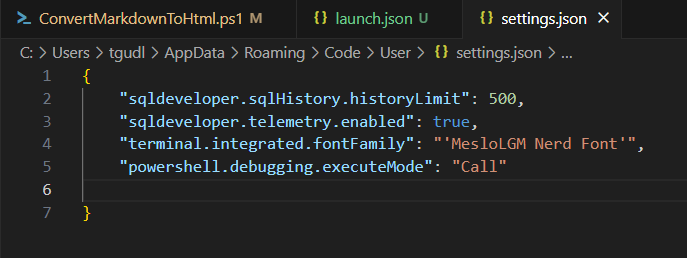 ConvertMarkdownToHtml.ps1 M {} launch.json U {} settings.json ×
C: > Users > tgudl > AppData > Roaming > Code > User > {} settings.json > ...
1 {
2 "sqldeveloper.sqlHistory.historyLimit": 500,
3 "sqldeveloper.telemetry.enabled": true,
4 "terminal.integrated.fontFamily": "'MesloLGM Nerd Font'",
5 "powershell.debugging.executeMode": "Call"
6
7 }